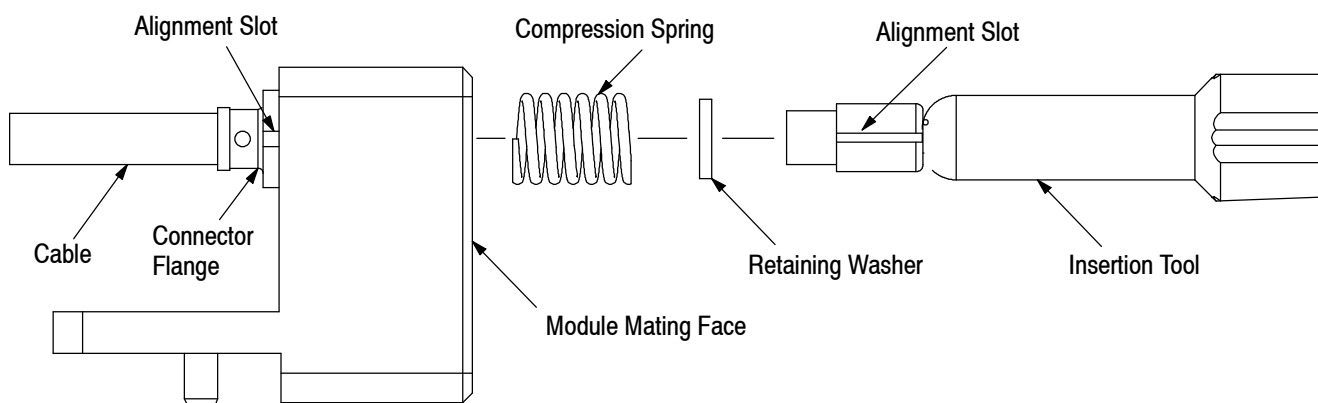 Alignment Slot
Compression Spring
Alignment Slot
Cable
Connector
Flange
Retaining Washer
Insertion Tool
Module Mating Face